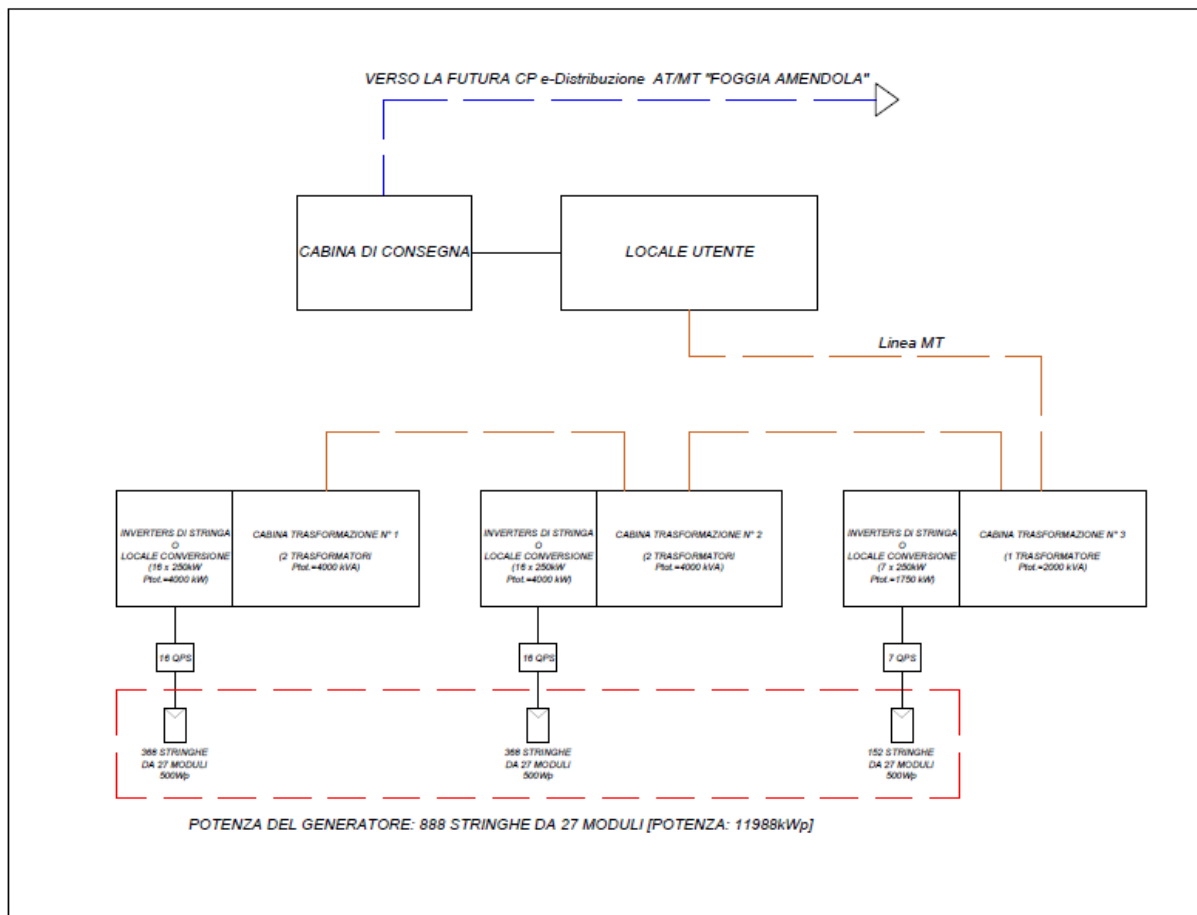 VERSO LA FUTURA CP e-Distribuzione AT/MT "FOGGIA AMENDOLA"
CABINA DI CONSEGNA
LOCALE UTENTE
Linea MT
INVERTERS DI STRINGA
O
LOCALE CONVERSIONE
(16 x 250kW
Ptot.=4000 kW)
CABINA TRASFORMAZIONE N° 1
(2 TRASFORMATORI
Ptot.=4000 kVA)
INVERTERS DI STRINGA
O
LOCALE CONVERSIONE
(16 x 250kW
Ptot.=4000 kW)
CABINA TRASFORMAZIONE N° 2
(2 TRASFORMATORI
Ptot.=4000 kVA)
INVERTERS DI STRINGA
O
LOCALE CONVERSIONE
(7 x 250kW
Ptot.=1750 kW)
CABINA TRASFORMAZIONE N° 3
(1 TRASFORMATORE
Ptot.=2000 kVA)
16 QPS
16 QPS
7 QPS
368 STRINGHE
DA 27 MODULI
500Wp
368 STRINGHE
DA 27 MODULI
500Wp
152 STRINGHE
DA 27 MODULI
500Wp
POTENZA DEL GENERATORE: 888 STRINGHE DA 27 MODULI [POTENZA: 11988kWp]